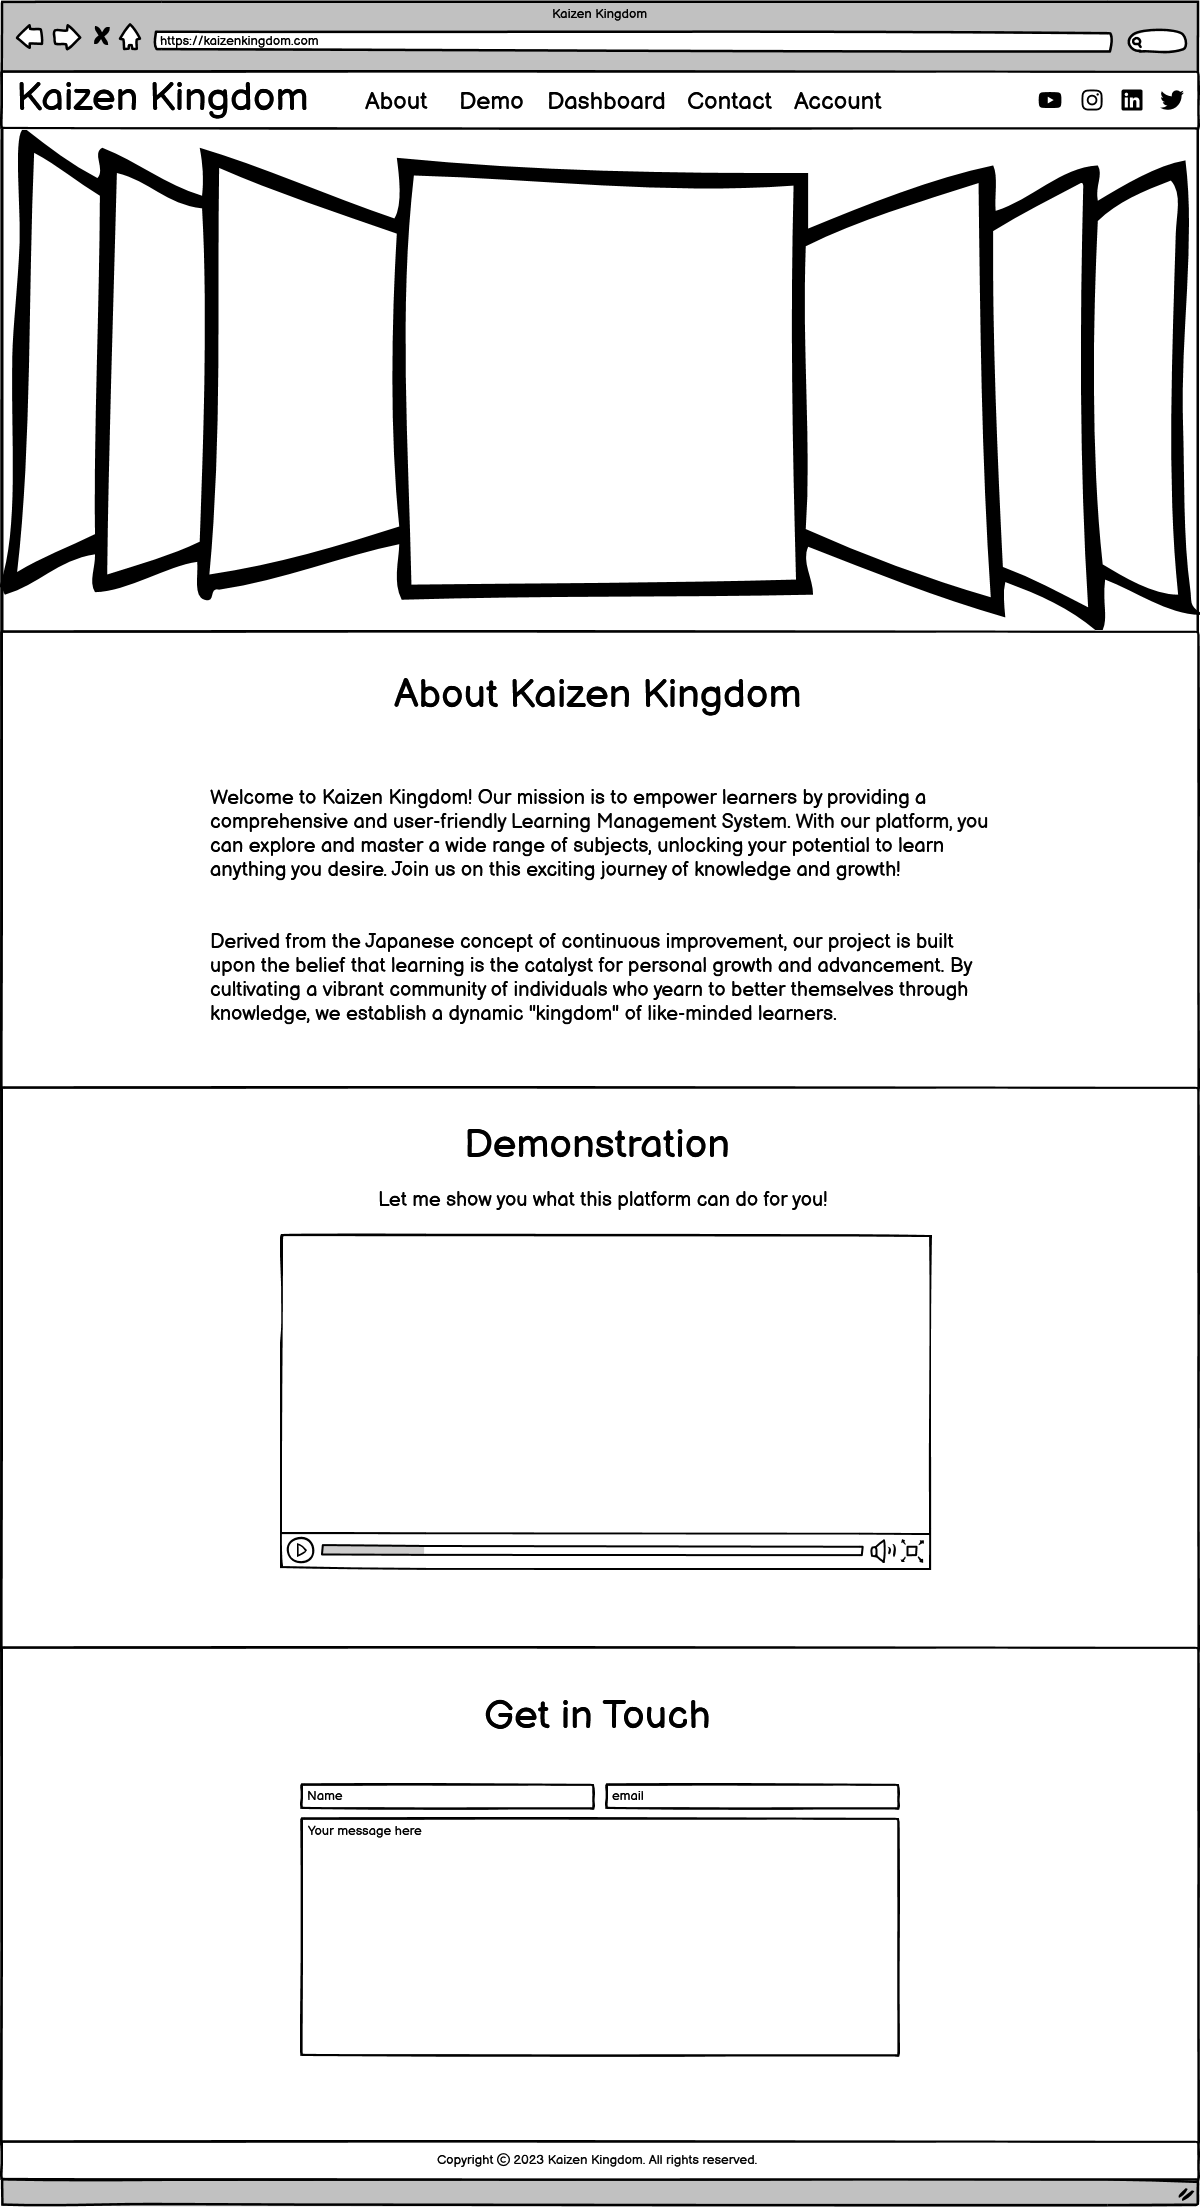 Kaizen Kingdom
https://kaizenkingdom.com
Kaizen Kingdom About Demo Dashboard Contact Account
About Kaizen Kingdom
Welcome to Kaizen Kingdom! Our mission is to empower learners by providing a
comprehensive and user-friendly Learning Management System. With our platform, you
can explore and master a wide range of subjects, unlocking your potential to learn
anything you desire. Join us on this exciting journey of knowledge and growth!
Derived from the Japanese concept of continuous improvement, our project is built
upon the belief that learning is the catalyst for personal growth and advancement. By
cultivating a vibrant community of individuals who yearn to better themselves through
knowledge, we establish a dynamic "kingdom" of like-minded learners.
Demonstration
Let me show you what this platform can do for you!
Get in Touch
Name email
Your message here
Copyright © 2023 Kaizen Kingdom. All rights reserved.